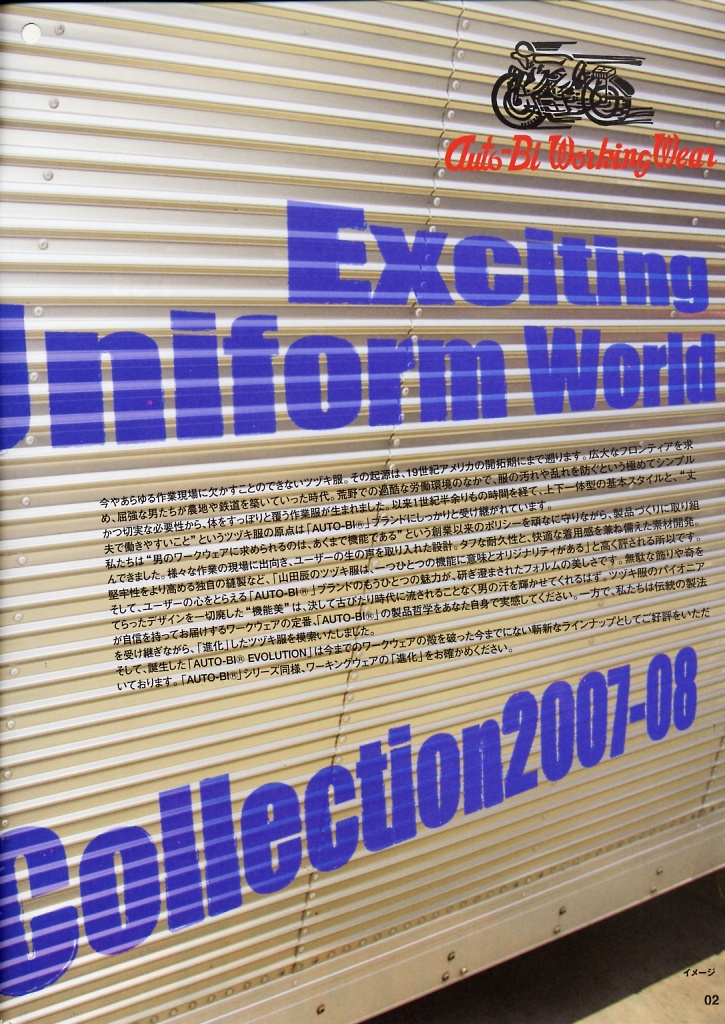 Auto-Bi WorkingWear
Exciting
Uniform World
今やあらゆる作業現場に欠かすことのできないツヅキ服。その起源は、19世紀アメリカの開拓期にまで遡ります。広大なフロンティアを求
め、屈強な男たちが農地や鉄道を築いていった時代。荒野での過酷な労働環境のなかで、服の汚れや乱れを防ぐという極めてシンプル
かつ切実な必要性から、体をすっぽりと覆う作業服が生まれました。以来1世紀半余りもの時間を経て、上下一体型の基本スタイルと、“丈
夫で働きやすいこと”というツヅキ服の原点は「AUTO-BI®」ブランドにしっかりと受け継がれています。
私たちは“男のワークウェアに求められるのは、あくまで機能である”という創業以来のポリシーを頑なに守りながら、製品づくりに取り組
んできました。様々な作業の現場に出向き、ユーザーの生の声を取り入れた設計。タフな耐久性と、快適な着用感を兼ね備えた素材開発。
堅牢性をより高める独自の縫製など、「山田辰のツヅキ服は、一つひとつの機能に意味とオリジナリティがある」と高く評される所以です。
そして、ユーザーの心をとらえる「AUTO-BI®」ブランドのもうひとつの魅力が、研ぎ澄まされたフォルムの美しさです。無駄な飾りや奇を
てらったデザインを一切廃した“機能美”は、決して古びたり時代に流されることなく男の汗を輝かせてくれるはず。ツヅキ服のパイオニア
が自信を持ってお届けするワークウェアの定番、「AUTO-BI®」の製品哲学をあなた自身で実感してください。一方で、私たちは伝統の製法
を受け継ぎながら、「進化」したツヅキ服を模索いたしました。
そして、誕生した「AUTO-BI® EVOLUTION」は今までのワークウェアの殻を破った今までにない斬新なラインナップとしてご好評をいただ
いております。「AUTO-BI®」シリーズ同様、ワーキングウェアの「進化」をお確かめください。
Collection2007-08
イメージ
02